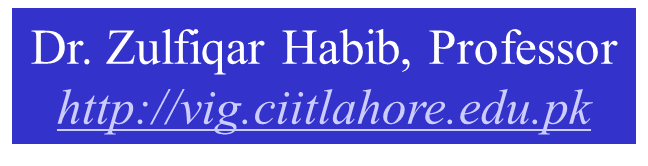 Dr. Zulfiqar Habib, Professor
http://vig.ciitlahore.edu.pk